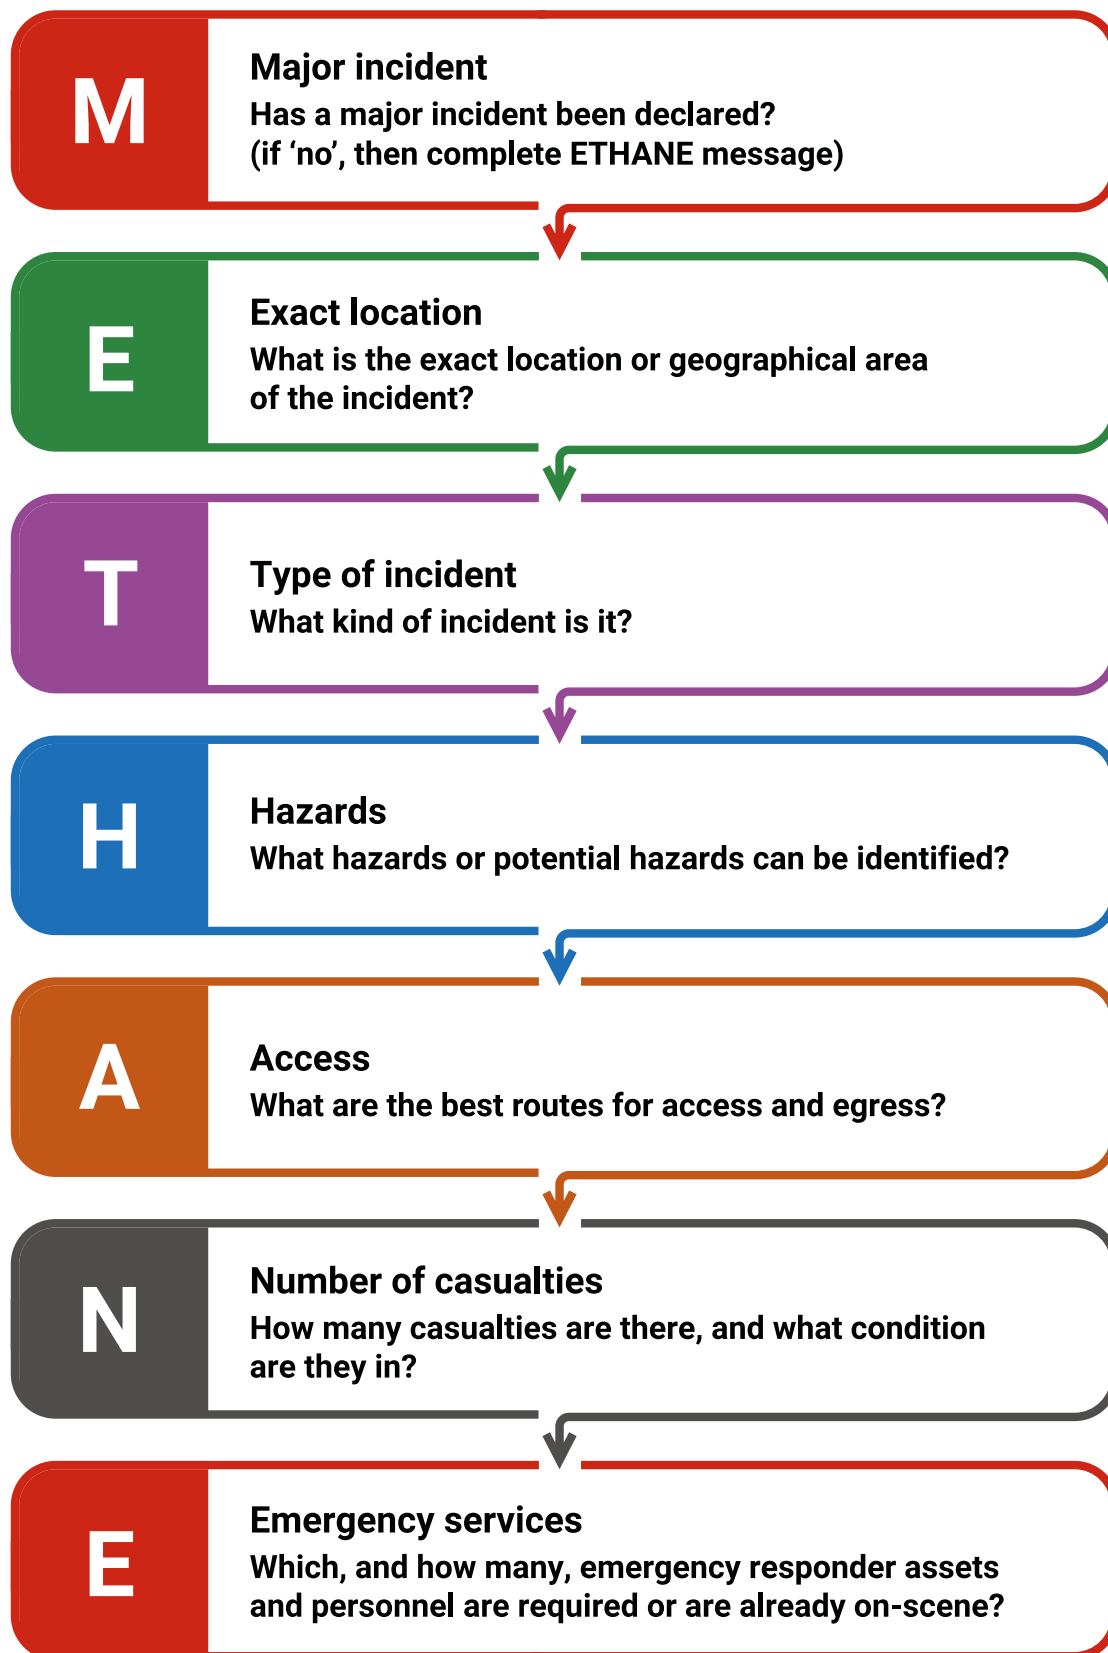 M
Major incident
Has a major incident been declared?
(if ‘no’, then complete ETHANE message)
E
Exact location
What is the exact location or geographical area
of the incident?
T
Type of incident
What kind of incident is it?
H
Hazards
What hazards or potential hazards can be identified?
A
Access
What are the best routes for access and egress?
N
Number of casualties
How many casualties are there, and what condition
are they in?
E
Emergency services
Which, and how many, emergency responder assets
and personnel are required or are already on-scene?